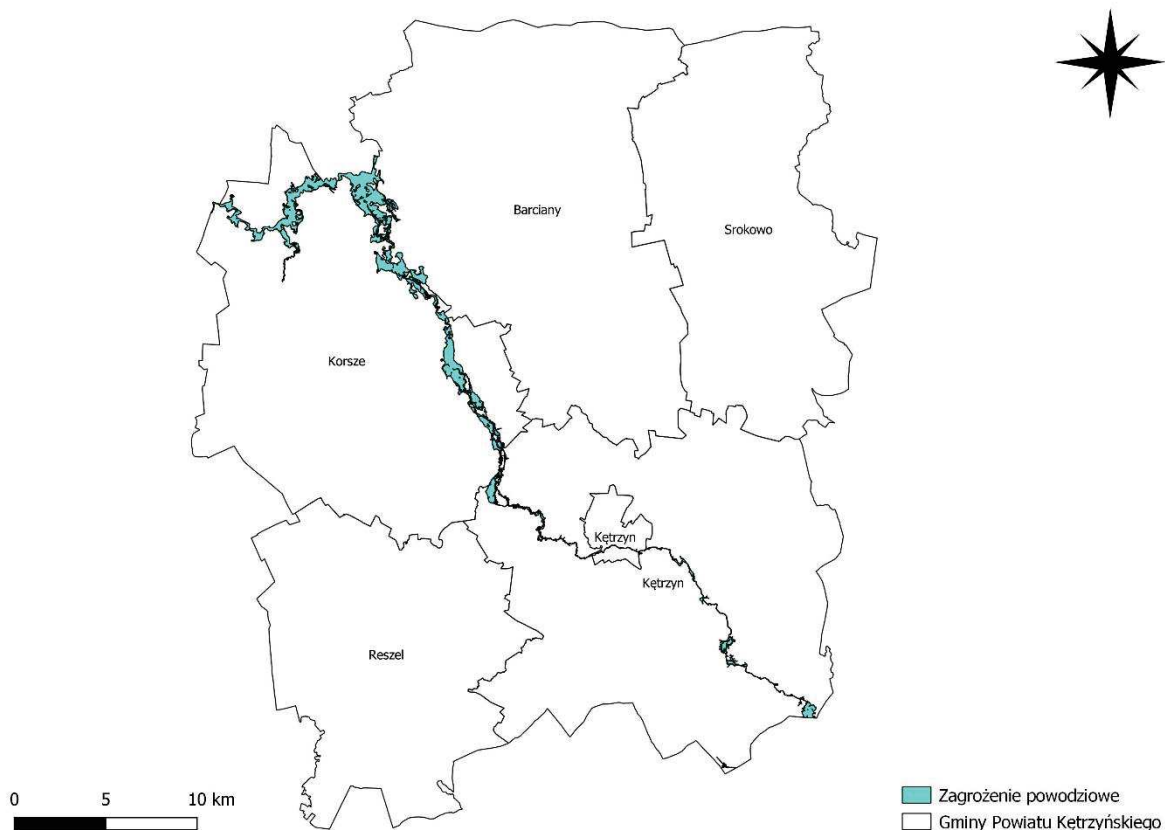 Barciany
Srokowo
Korsze
Kętrzyn
Kętrzyn
Reszel
0 5 10 km
Zagrożenie powodziowe
Gminy Powiatu Kętrzyńskiego